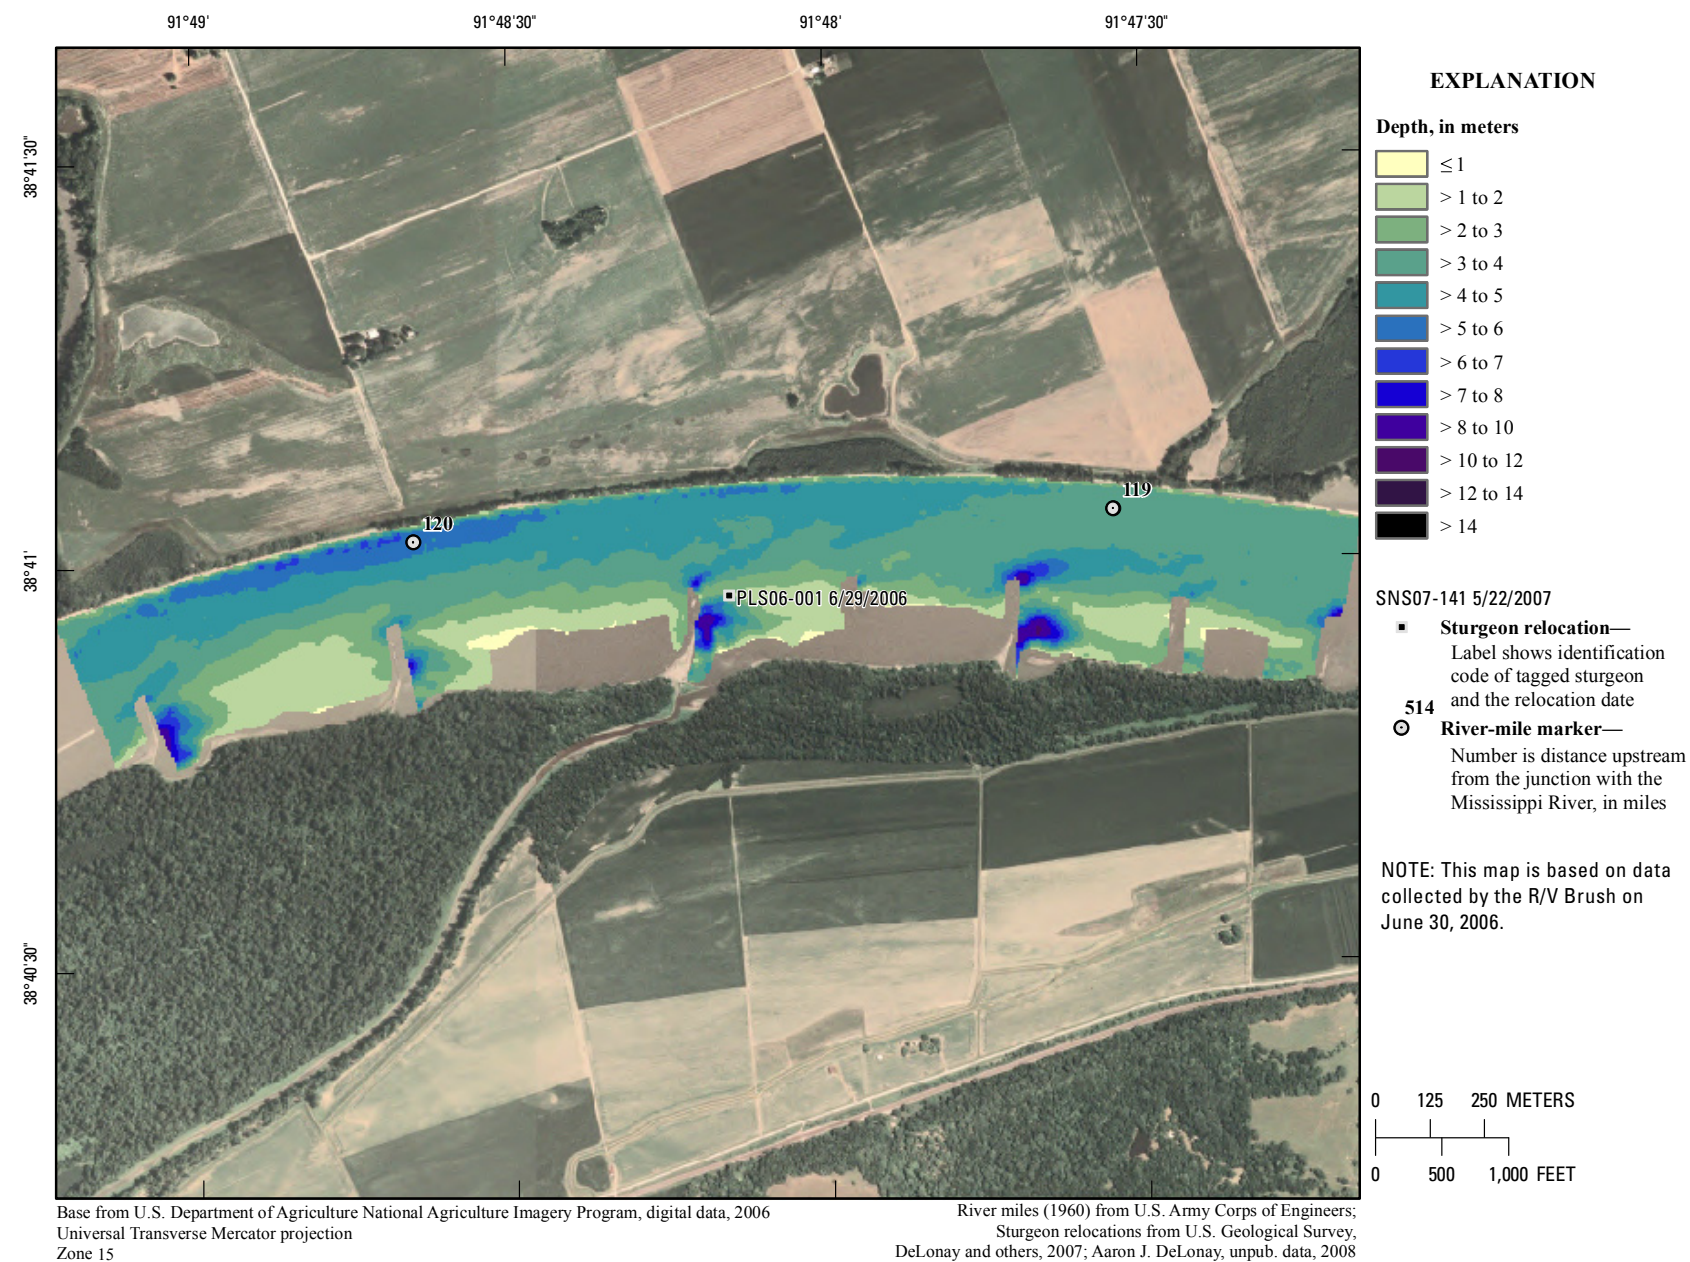 91°49'
91°48'30"
91°48'
91°47'30"
38°41'30"
38°41'
38°40'30"
120
119
PLS06-001 6/29/2006
EXPLANATION
Depth, in meters
≤ 1
> 1 to 2
> 2 to 3
> 3 to 4
> 4 to 5
> 5 to 6
> 6 to 7
> 7 to 8
> 8 to 10
> 10 to 12
> 12 to 14
> 14
SNS07-141 5/22/2007
Sturgeon relocation—
Label shows identification
code of tagged sturgeon
and the relocation date
514
River-mile marker—
Number is distance upstream
from the junction with the
Mississippi River, in miles
NOTE: This map is based on data
collected by the R/V Brush on
June 30, 2006.
0 125 250 METERS
0 500 1,000 FEET
Base from U.S. Department of Agriculture National Agriculture Imagery Program, digital data, 2006
Universal Transverse Mercator projection
Zone 15
River miles (1960) from U.S. Army Corps of Engineers;
Sturgeon relocations from U.S. Geological Survey,
DeLonay and others, 2007; Aaron J. DeLonay, unpub. data, 2008